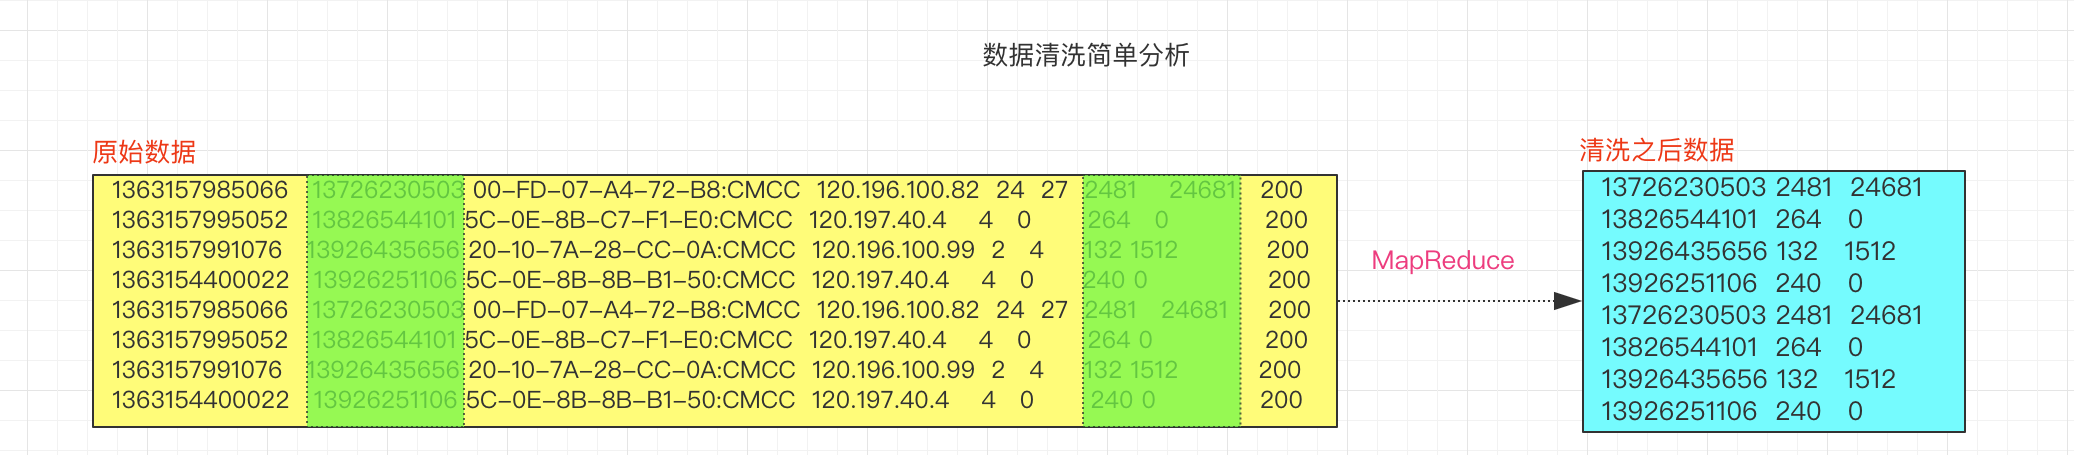 数据清洗简单分析
原始数据
1363157985066 13726230503 00-FD-07-A4-72-B8:CMCC 120.196.100.82 24 27 2481 24681 200
1363157995052 13826544101 5C-0E-8B-C7-F1-E0:CMCC 120.197.40.4 4 0 264 0 200
1363157991076 13926435656 20-10-7A-28-CC-0A:CMCC 120.196.100.99 2 4 132 1512 200
1363154400022 13926251106 5C-0E-8B-8B-B1-50:CMCC 120.197.40.4 4 0 240 0 200
1363157985066 13726230503 00-FD-07-A4-72-B8:CMCC 120.196.100.82 24 27 2481 24681 200
1363157995052 13826544101 5C-0E-8B-C7-F1-E0:CMCC 120.197.40.4 4 0 264 0 200
1363157991076 13926435656 20-10-7A-28-CC-0A:CMCC 120.196.100.99 2 4 132 1512 200
1363154400022 13926251106 5C-0E-8B-8B-B1-50:CMCC 120.197.40.4 4 0 240 0 200
MapReduce
清洗之后数据
13726230503 2481 24681
13826544101 264 0
13926435656 132 1512
13926251106 240 0
13726230503 2481 24681
13826544101 264 0
13926435656 132 1512
13926251106 240 0